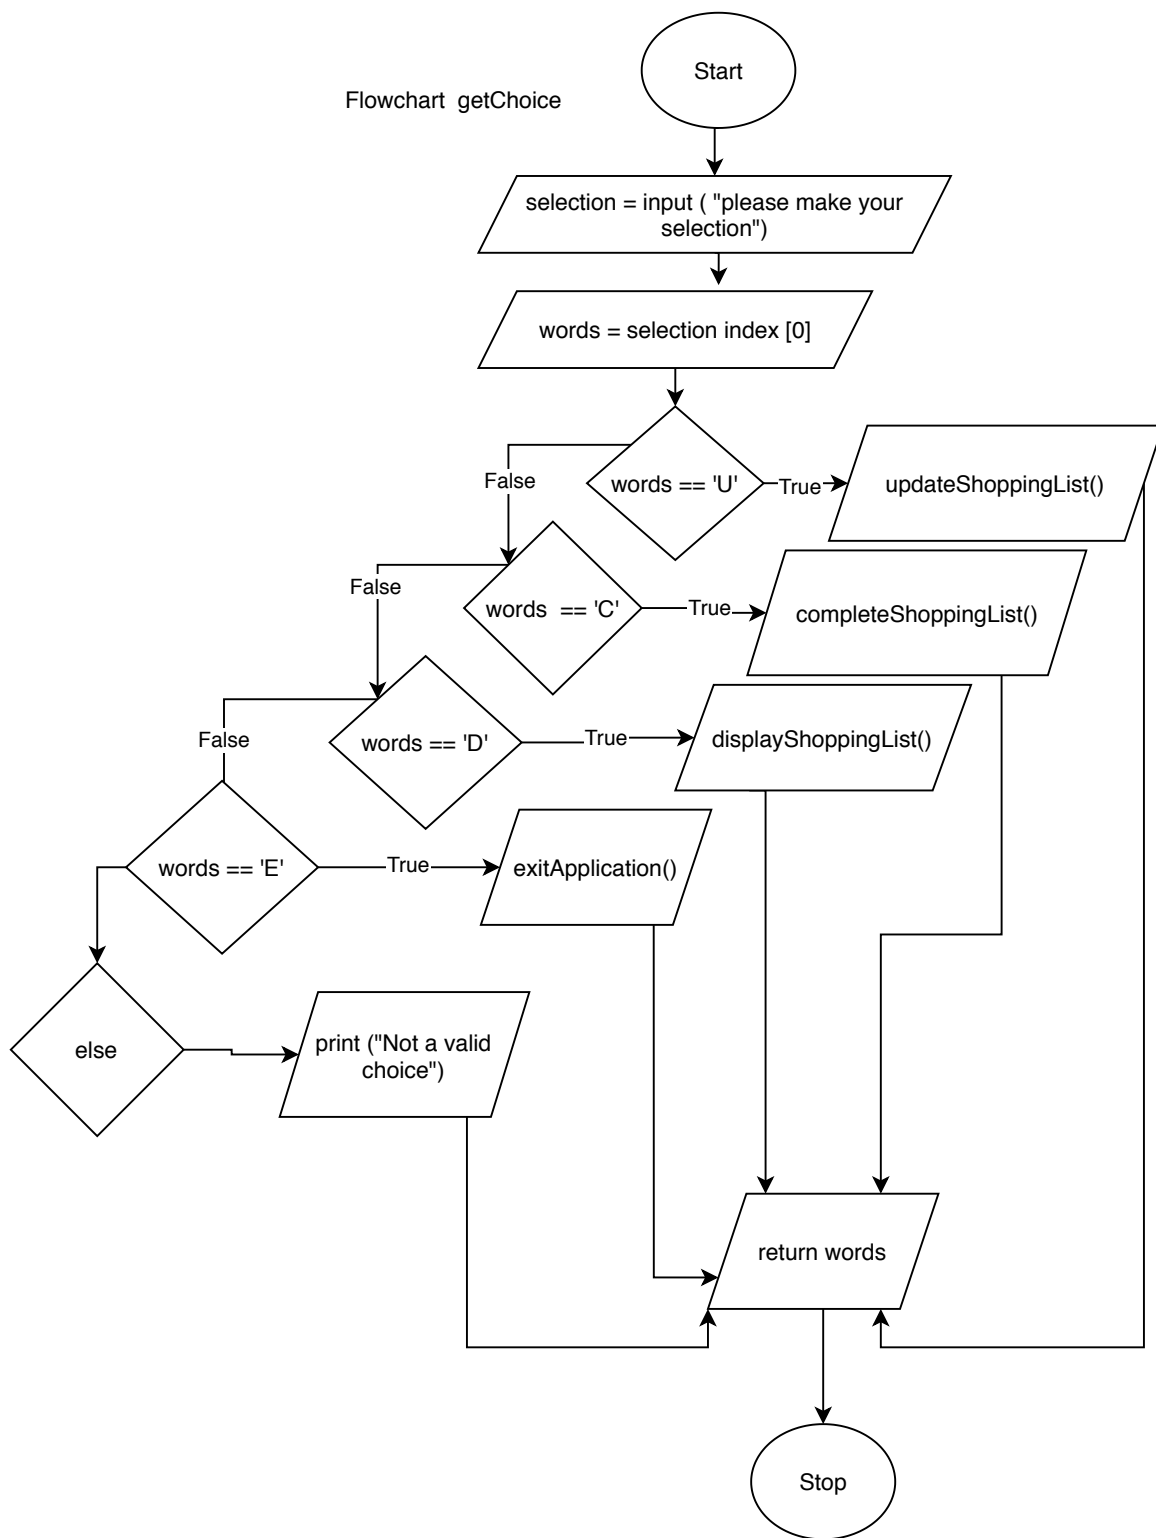 Start
Flowchart  getChoice
selection = input ( "please make your
selection")
words = selection index [0]
words == 'U'
True
updateShoppingList()
False
words  == 'C'
True
completeShoppingList()
False
words == 'D'
True
displayShoppingList()
False
words == 'E'
True
exitApplication()
else
print ("Not a valid
choice")
return words
Stop